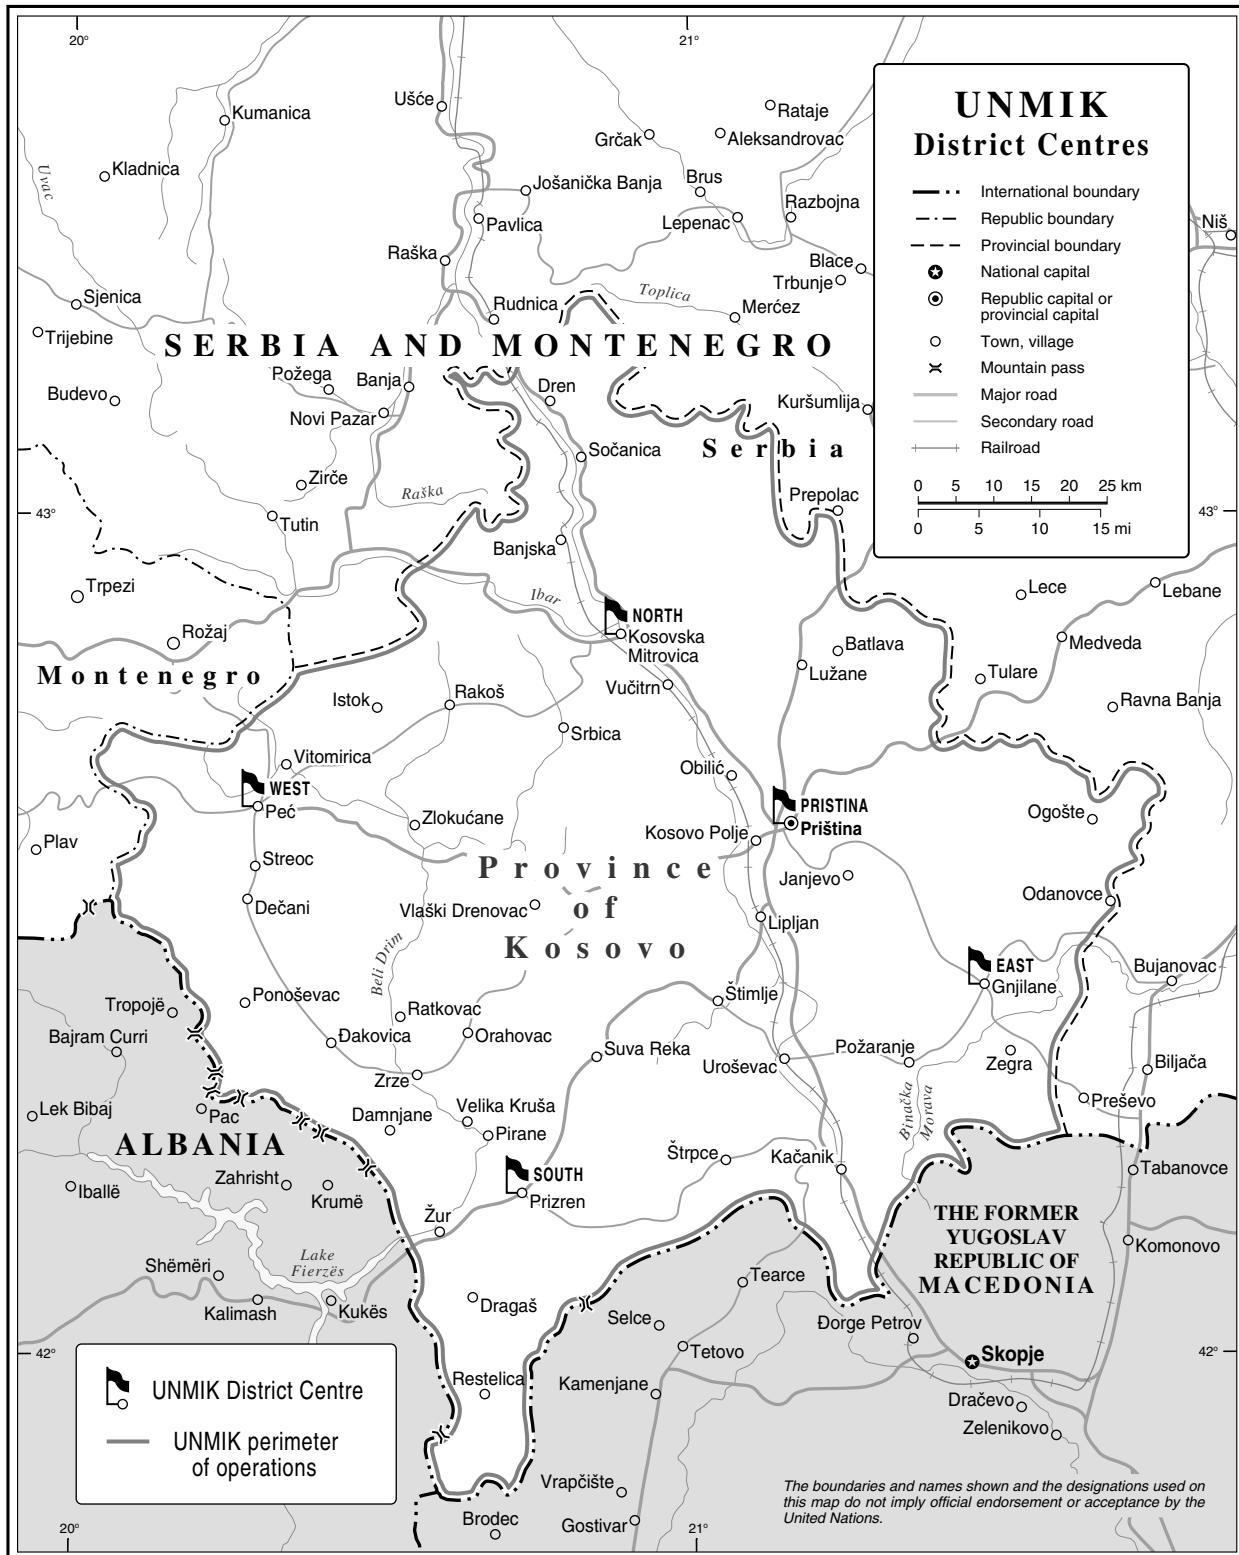 20°
21°
UNMIK
District Centres
International boundary
Republic boundary
Provincial boundary
National capital
Republic capital or
provincial capital
Town, village
Mountain pass
Major road
Secondary road
Railroad
0 5 10 15 20 25 km
0 5 10 15 mi
Ušće
Kumanica
Rataje
Grčak
Aleksandrovac
Uvac
Kladnica
Jošanička Banja
Brus
Pavlica
Lepenac
Razbojna
Niš
Raška
Blace
Trbunje
Toplica
Sjenica
Rudnica
Merćez
Trijebine
SERBIA AND MONTENEGRO
Požega
Banja
Dren
Budevo
Novi Pazar
Kuršumlija
Sočanica
Serbia
Zirče
Raška
Prepolac
43°
43°
Tutin
Banjska
Trpezi
Ibar
Lece
Lebane
NORTH
Kosovska
Mitrovica
Rožaj
Batlava
Medveda
Montenegro
Lužane
Tulare
Vučitrn
Istok
Rakoš
Ravna Banja
Srbica
Vitomirica
Obilić
WEST
Peć
PRISTINA
Priština
Zlokućane
Ogošte
Kosovo Polje
Plav
Streoc
Province
of
Kosovo
Janjevo
Dečani
Vlaški Drenovac
Odanovce
Lipljan
Beli Drim
EAST
Gnjilane
Bujanovac
Ponoševac
Štimlje
Tropojë
Ratkovac
Bajram Curri
Đakovica
Orahovac
Suva Reka
Uroševac
Požaranje
Zegra
Biljača
Zrze
Lek Bibaj
Pac
Damnjane
Velika Kruša
Binačka
Morava
Preševo
ALBANIA
Pirane
Štrpce
Kačanik
Tabanovce
Iballë
Zahrisht
Krumë
SOUTH
Prizren
Žur
THE FORMER
YUGOSLAV
REPUBLIC OF
MACEDONIA
Komonovo
Lake
Fierzës
Shëmëri
Tearce
Kalimash
Kukës
Dragaš
Selce
Đorge Petrov
42°
42°
Tetovo
Skopje
UNMIK District Centre
UNMIK perimeter
of operations
Restelica
Kamenjane
Dračevo
Zelenikovo
Vrapčište
The boundaries and names shown and the designations used on
this map do not imply official endorsement or acceptance by the
United Nations.
Brodec
Gostivar
20°
21°